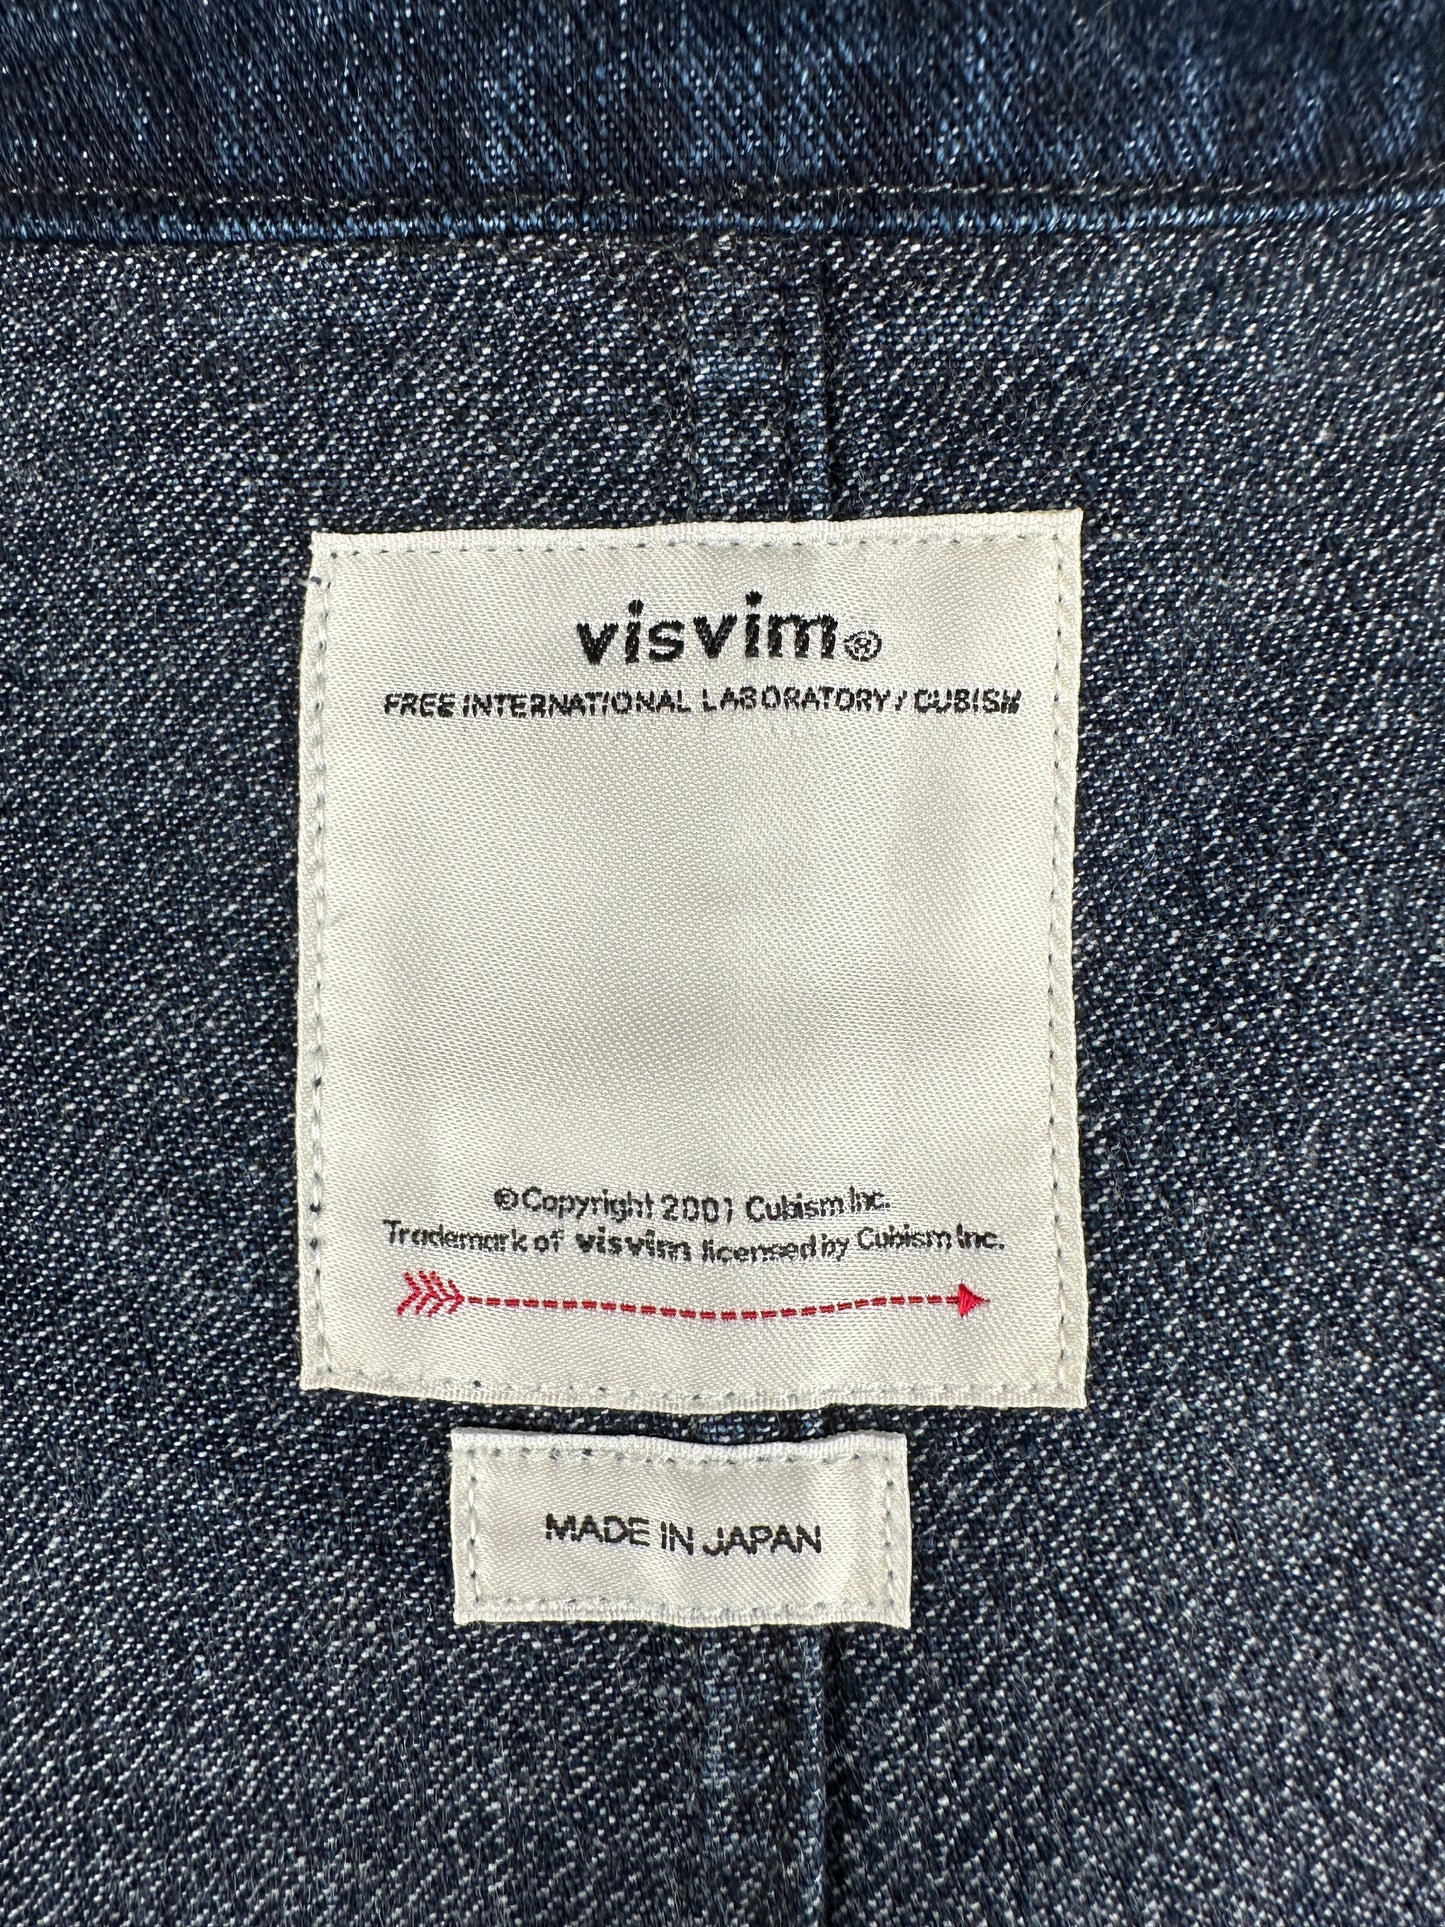 visvim®
FREE INTERNATIONAL LABORATORY / CUBISM
© Copyright 2001 Cubism Inc.
Trademark of visvim licensed by Cubism Inc.
MADE IN JAPAN